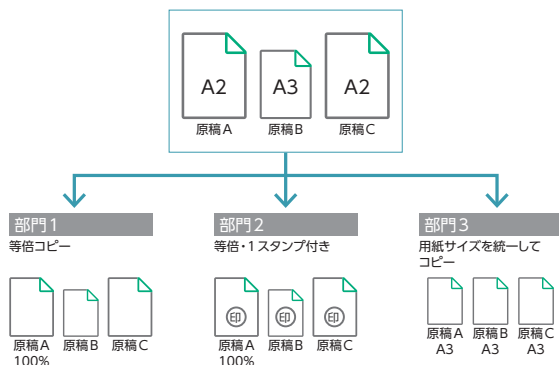 A2 A3 A2
原稿A 原稿B 原稿C
部門1
等倍コピー
原稿A 原稿B 原稿C
100%
部門2
等倍・1スタンプ付き
印 印 印
原稿A 原稿B 原稿C
100%
部門3
用紙サイズを統一して
コピー
原稿A 原稿B 原稿C
A3 A3 A3